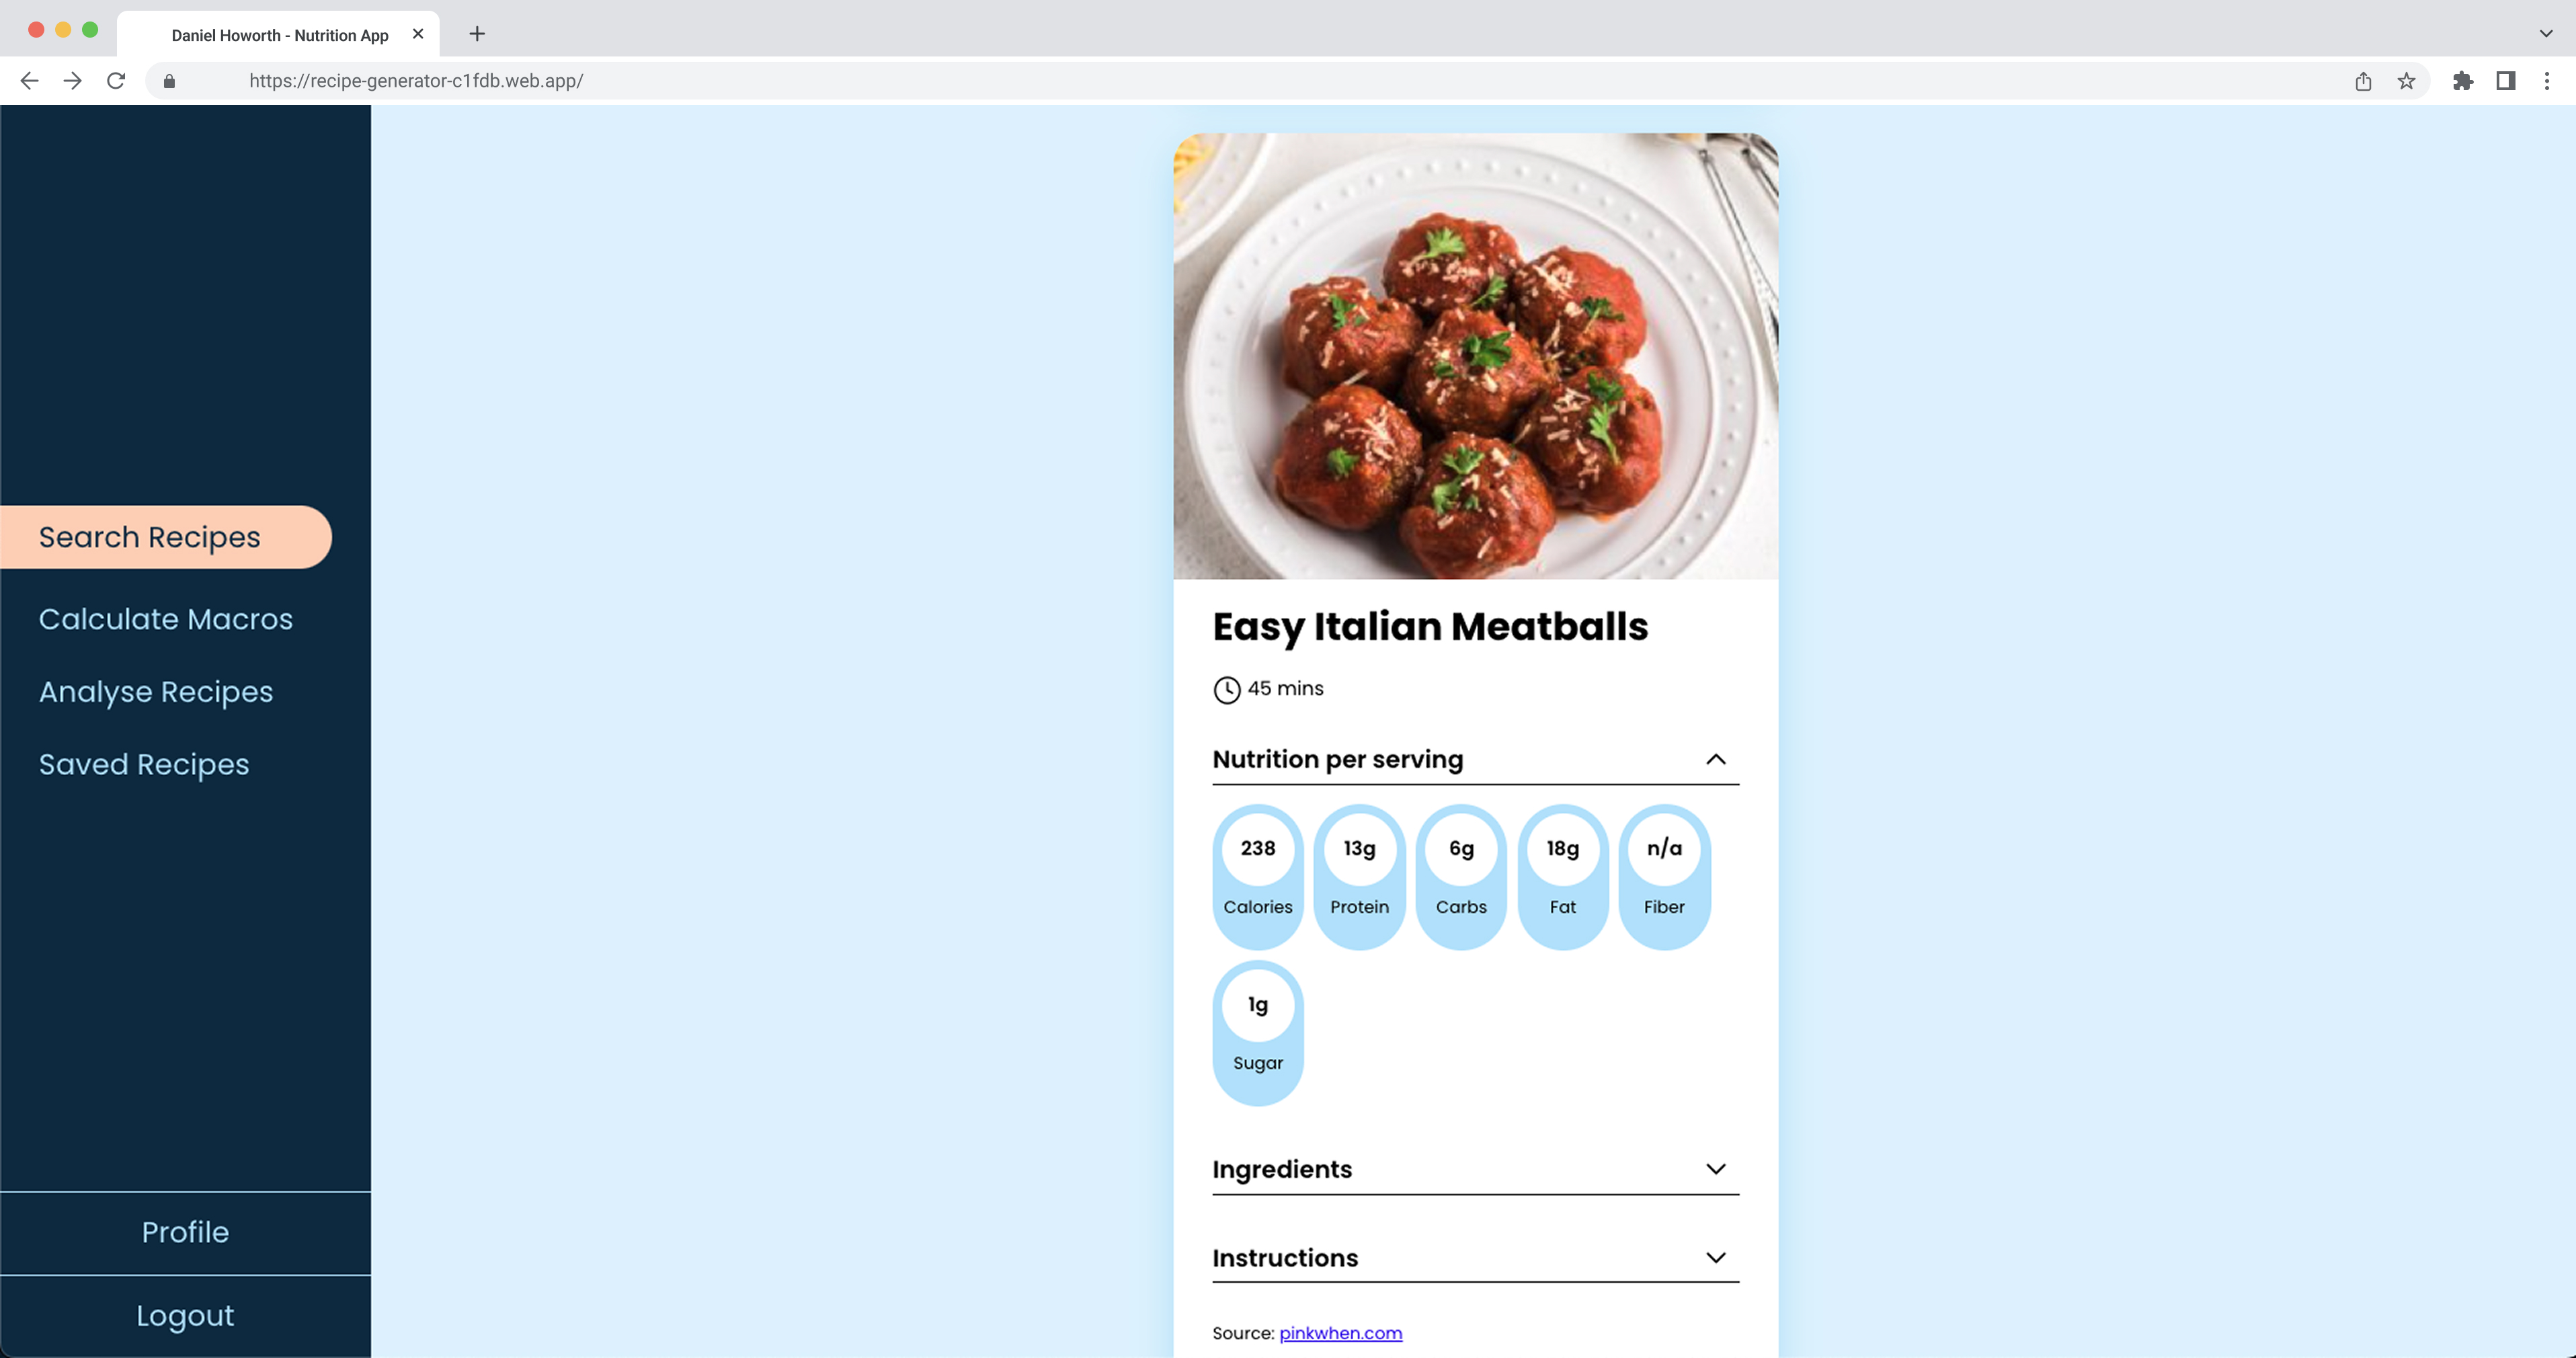 Daniel Howorth - Nutrition App
https://recipe-generator-c1fdb.web.app/
Search Recipes
Calculate Macros
Analyse Recipes
Saved Recipes
Profile
Logout
Easy Italian Meatballs
45 mins
Nutrition per serving
238 13g 6g 18g n/a
Calories Protein Carbs Fat Fiber
1g
Sugar
Ingredients
Instructions
Source: pinkwhen.com